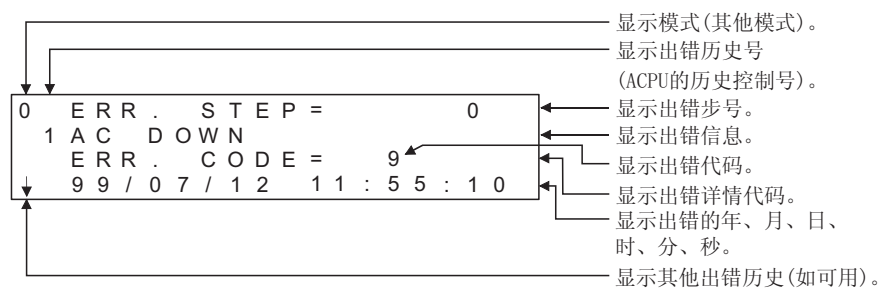 显示模式(其他模式)。
显示出错历史号
(ACPU的历史控制号)。
0 ERR. STEP= 0
显示出错步号。
1 AC DOWN
显示出错信息。
ERR. CODE= 9
显示出错代码。
显示出错详情代码。
99/07/12 11:55:10
显示出错的年、月、日、
时、分、秒。
显示其他出错历史(如可用)。